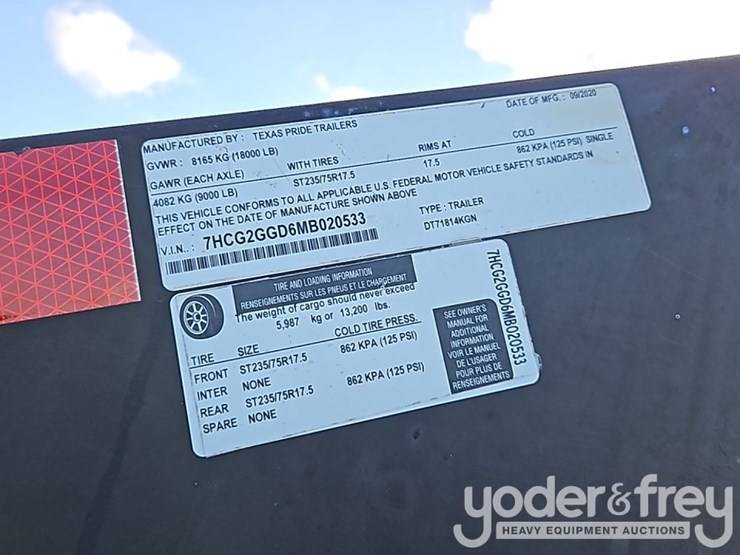 MANUFACTURED BY : TEXAS PRIDE TRAILERS DATE OF MFG. : 09/2020
GVWR : 8165 KG (18000 LB)
GAWR (EACH AXLE) WITH TIRES RIMS AT COLD
4082 KG (9000 LB) ST235/75R17.5 17.5 862 KPA (125 PSI) SINGLE
THIS VEHICLE CONFORMS TO ALL APPLICABLE U.S. FEDERAL MOTOR VEHICLE SAFETY STANDARDS IN
EFFECT ON THE DATE OF MANUFACTURE SHOWN ABOVE
V.I.N.. : 7HCG2GGD6MB020533 TYPE : TRAILER
DT71814KGN
TIRE AND LOADING INFORMATION
RENSEIGNEMENTS SUR LES PNEUS ET LE CHARGEMENT
The weight of cargo should never exceed
5,987 kg or 13,200 lbs.
TIRE SIZE COLD TIRE PRESS.
FRONT ST235/75R17.5 862 KPA (125 PSI)
INTER NONE
REAR ST235/75R17.5 862 KPA (125 PSI)
SPARE NONE
SEE OWNER'S
MANUAL FOR
ADDITIONAL
INFORMATION
VOIR LE MANUEL
DE L'USAGER
POUR PLUS DE
RENSEIGNEMENTS
7HCG2GGD6MB020533
yoder&frey
HEAVY EQUIPMENT AUCTIONS